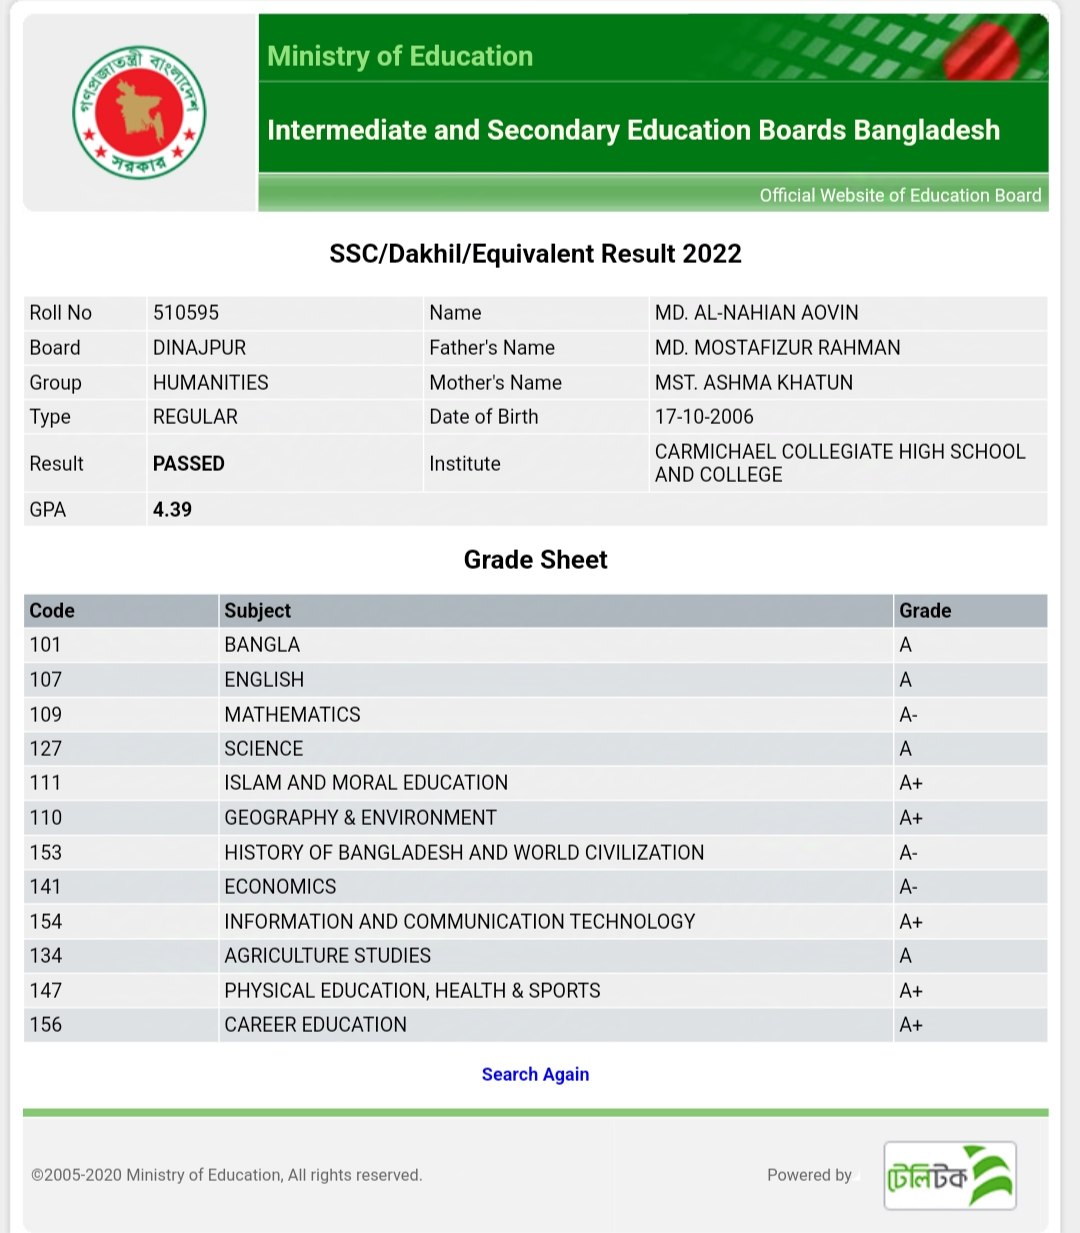 গণপ্রজাতন্ত্রী বাংলাদেশ
সরকার
Ministry of Education
Intermediate and Secondary Education Boards Bangladesh
Official Website of Education Board
SSC/Dakhil/Equivalent Result 2022
Roll No 510595 Name MD. AL-NAHIAN AOVIN
Board DINAJPUR Father's Name MD. MOSTAFIZUR RAHMAN
Group HUMANITIES Mother's Name MST. ASHMA KHATUN
Type REGULAR Date of Birth 17-10-2006
Result PASSED Institute CARMICHAEL COLLEGIATE HIGH SCHOOL
AND COLLEGE
GPA 4.39
Grade Sheet
Code Subject Grade
101 BANGLA A
107 ENGLISH A
109 MATHEMATICS A-
127 SCIENCE A
111 ISLAM AND MORAL EDUCATION A+
110 GEOGRAPHY & ENVIRONMENT A+
153 HISTORY OF BANGLADESH AND WORLD CIVILIZATION A-
141 ECONOMICS A-
154 INFORMATION AND COMMUNICATION TECHNOLOGY A+
134 AGRICULTURE STUDIES A
147 PHYSICAL EDUCATION, HEALTH & SPORTS A+
156 CAREER EDUCATION A+
Search Again
©2005-2020 Ministry of Education, All rights reserved.
Powered by
টেলিটক